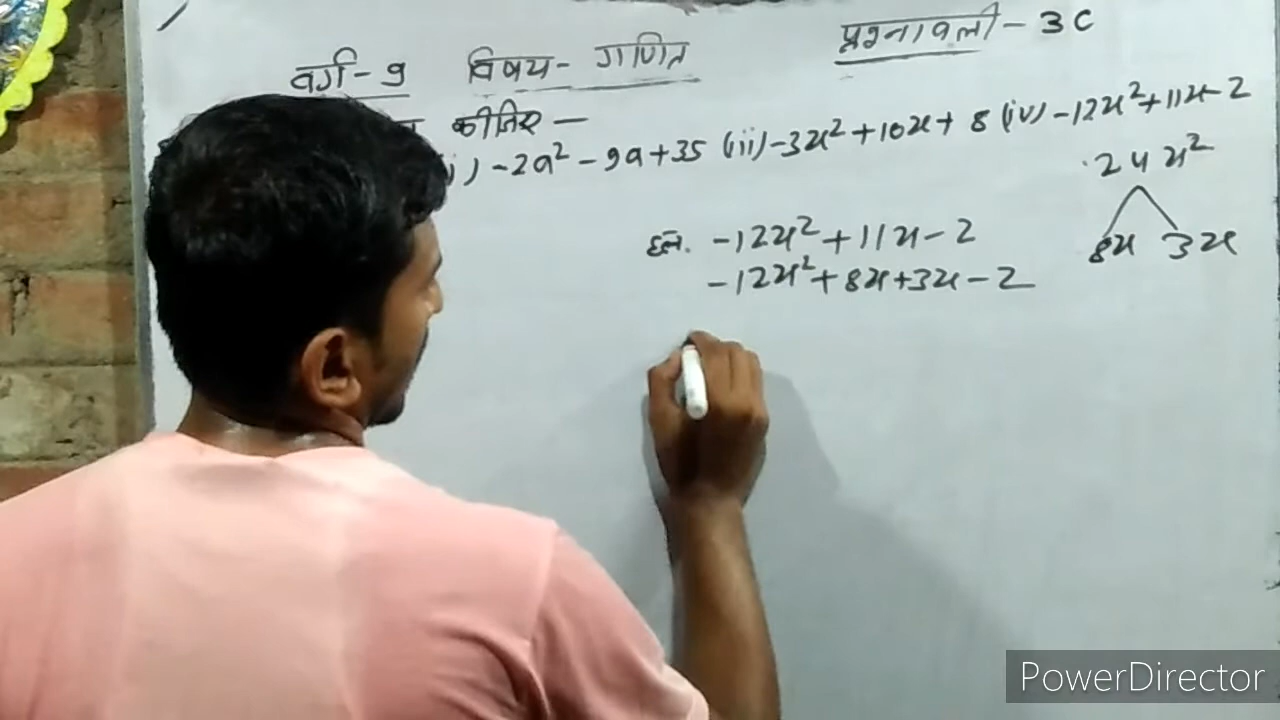 वर्ग-9 विषय- गणित प्रश्नावली-3C
कीजिए —
i) -2a² - 9a + 35 (iii) -3x² + 10x + 8 (iv) -12x² + 11x - 2
24x²
8x 3x
हल. -12x² + 11x - 2
-12x² + 8x + 3x - 2
PowerDirector